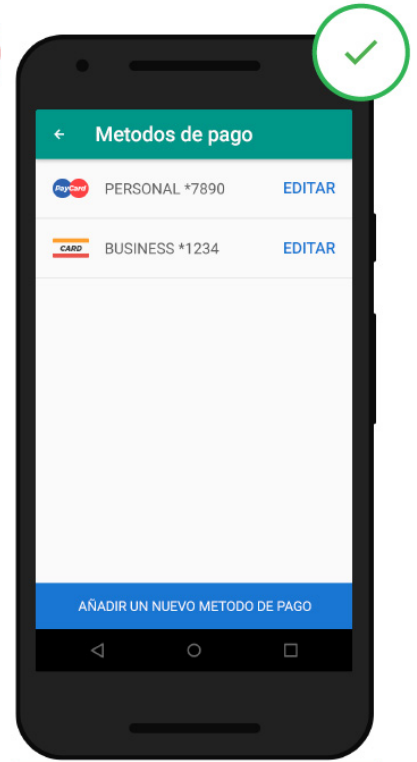 Metodos de pago
PayCard PERSONAL *7890 EDITAR
CARD BUSINESS *1234 EDITAR
AÑADIR UN NUEVO METODO DE PAGO